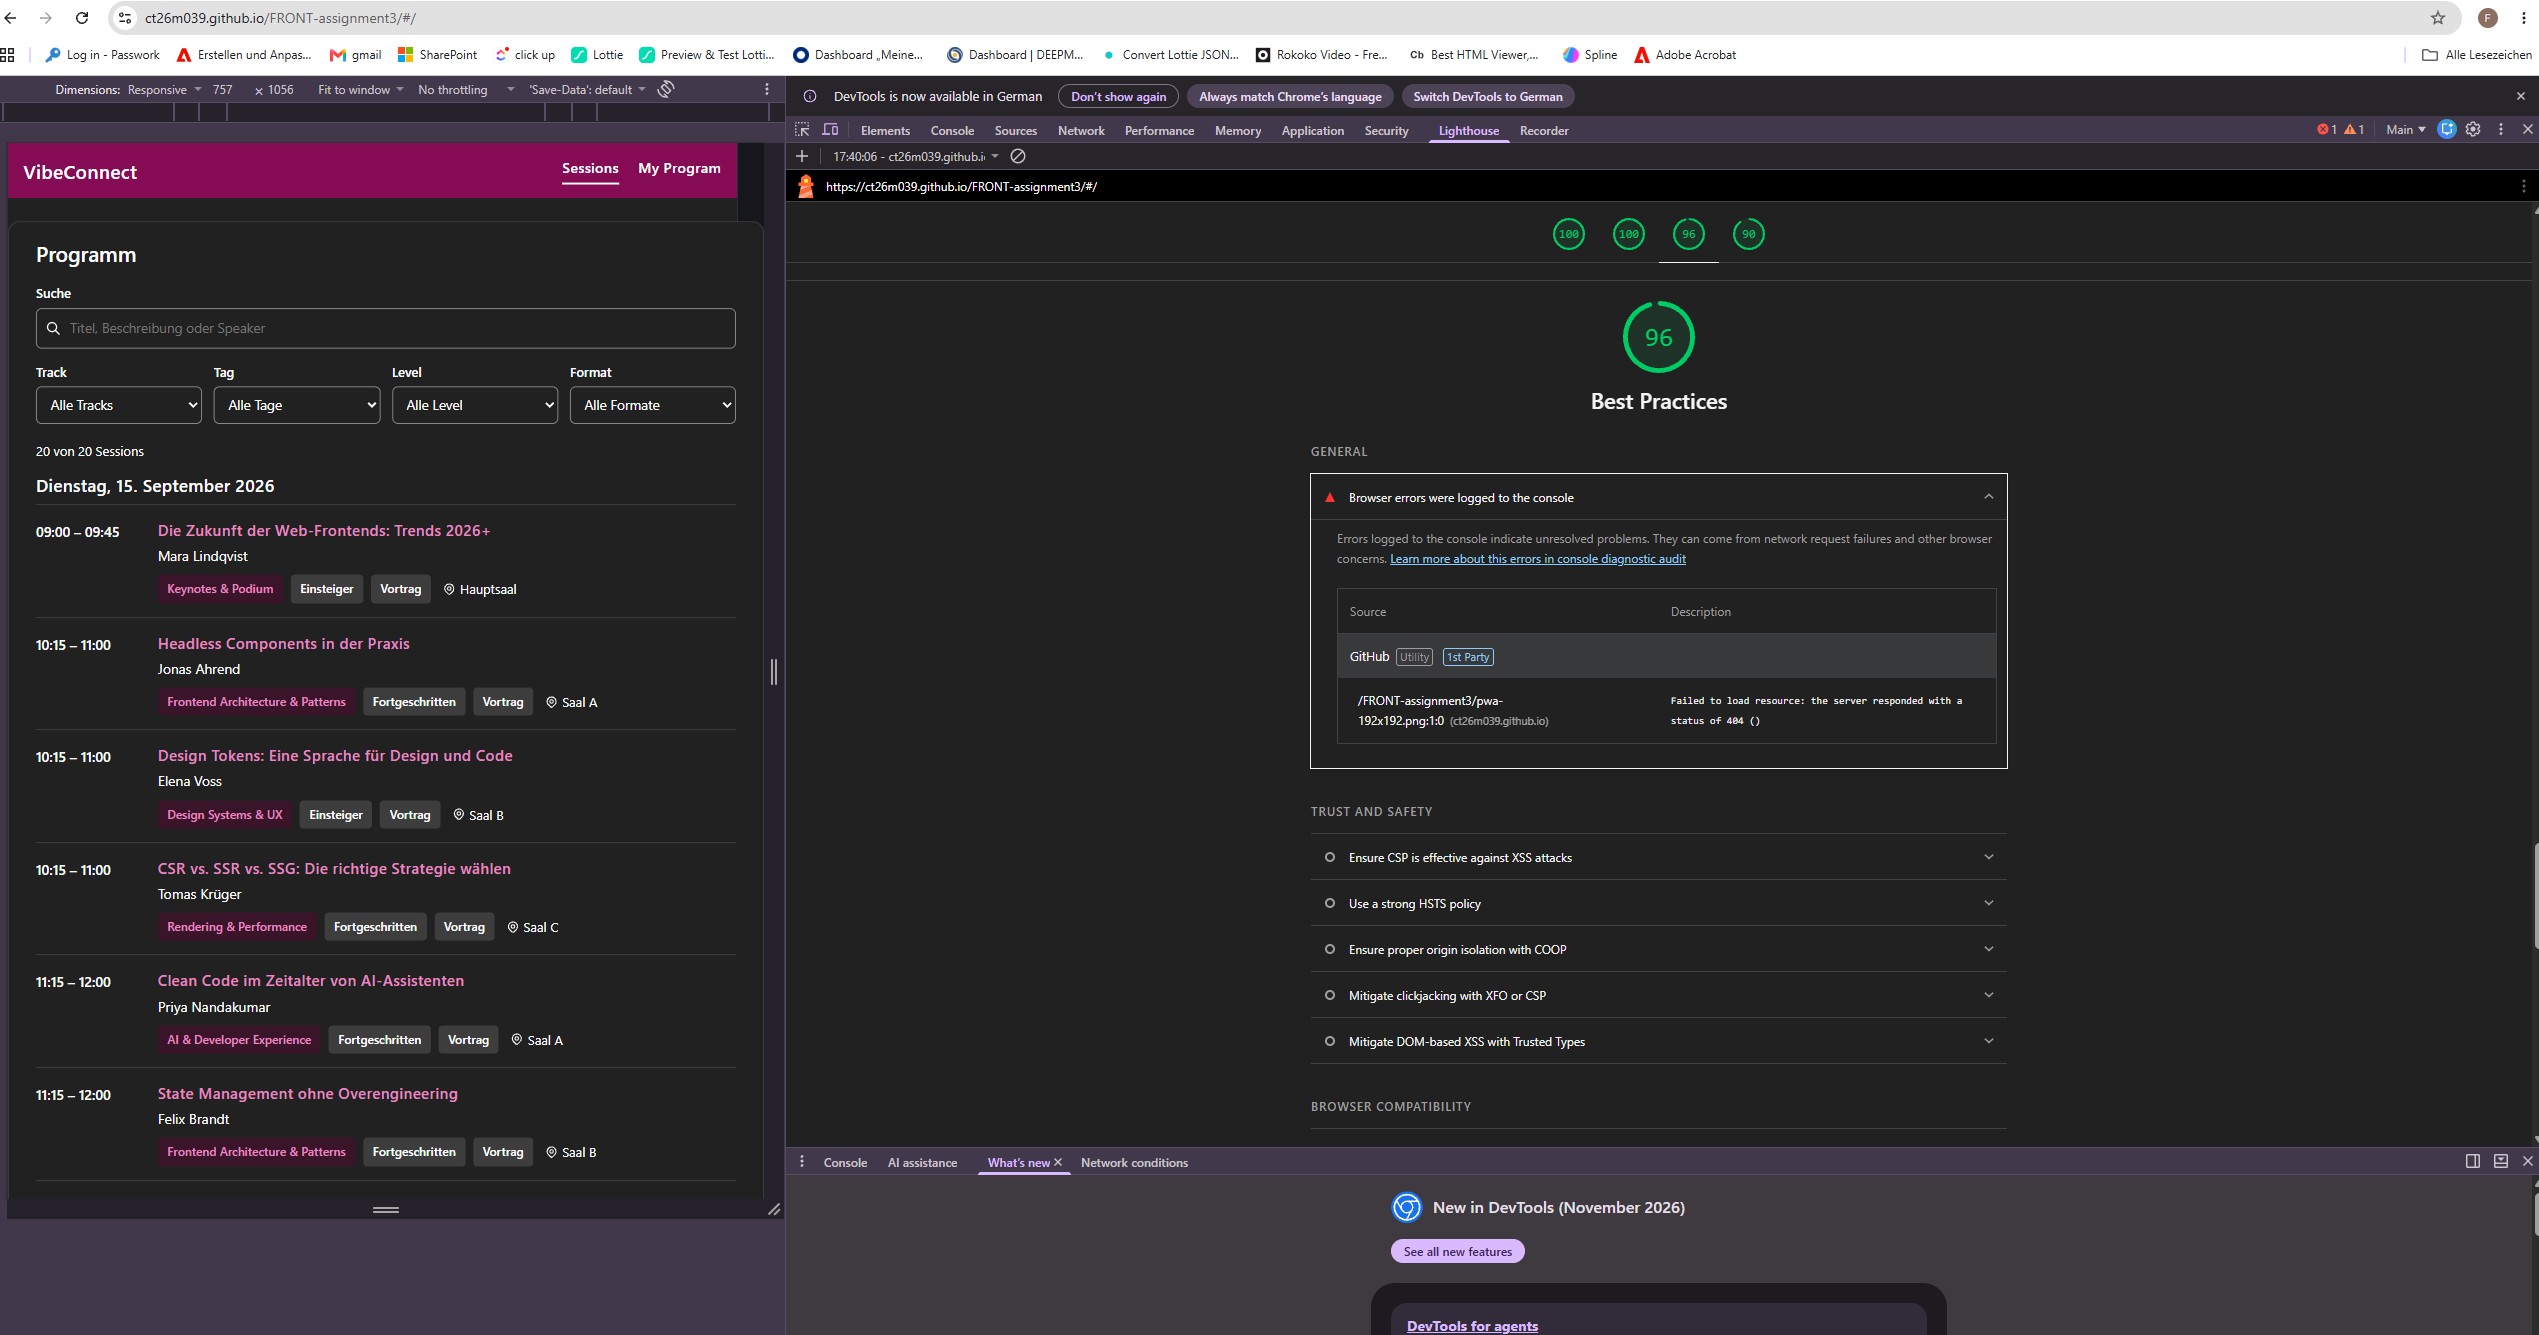 ct26m039.github.io/FRONT-assignment3/#/
Log in - Passwork
Erstellen und Anpas...
gmail
SharePoint
click up
Lottie
Preview & Test Lotti...
Dashboard „Meine...
Dashboard | DEEPM...
Convert Lottie JSON...
Rokoko Video - Fre...
Cb Best HTML Viewer,...
Spline
Adobe Acrobat
Alle Lesezeichen
F
Dimensions: Responsive 757 × 1056 Fit to window No throttling 'Save-Data': default
VibeConnect
Sessions My Program
Programm
Suche
Titel, Beschreibung oder Speaker
Track Tag Level Format
Alle Tracks Alle Tage Alle Level Alle Formate
20 von 20 Sessions
Dienstag, 15. September 2026
09:00 – 09:45 Die Zukunft der Web-Frontends: Trends 2026+
Mara Lindqvist
Keynotes & Podium Einsteiger Vortrag Hauptsaal
10:15 – 11:00 Headless Components in der Praxis
Jonas Ahrend
Frontend Architecture & Patterns Fortgeschritten Vortrag Saal A
10:15 – 11:00 Design Tokens: Eine Sprache für Design und Code
Elena Voss
Design Systems & UX Einsteiger Vortrag Saal B
10:15 – 11:00 CSR vs. SSR vs. SSG: Die richtige Strategie wählen
Tomas Krüger
Rendering & Performance Fortgeschritten Vortrag Saal C
11:15 – 12:00 Clean Code im Zeitalter von AI-Assistenten
Priya Nandakumar
AI & Developer Experience Fortgeschritten Vortrag Saal A
11:15 – 12:00 State Management ohne Overengineering
Felix Brandt
Frontend Architecture & Patterns Fortgeschritten Vortrag Saal B
DevTools is now available in German Don't show again Always match Chrome's language Switch DevTools to German
Elements Console Sources Network Performance Memory Application Security Lighthouse Recorder 1 1 Main
17:40:06 - ct26m039.github.i
https://ct26m039.github.io/FRONT-assignment3/#/
100 100 96 90
96
Best Practices
GENERAL
Browser errors were logged to the console
Errors logged to the console indicate unresolved problems. They can come from network request failures and other browser
concerns. Learn more about this errors in console diagnostic audit
Source Description
GitHub Utility 1st Party
/FRONT-assignment3/pwa- Failed to load resource: the server responded with a
192x192.png:1:0 (ct26m039.github.io) status of 404 ()
TRUST AND SAFETY
Ensure CSP is effective against XSS attacks
Use a strong HSTS policy
Ensure proper origin isolation with COOP
Mitigate clickjacking with XFO or CSP
Mitigate DOM-based XSS with Trusted Types
BROWSER COMPATIBILITY
Console AI assistance What's new Network conditions
New in DevTools (November 2026)
See all new features
DevTools for agents